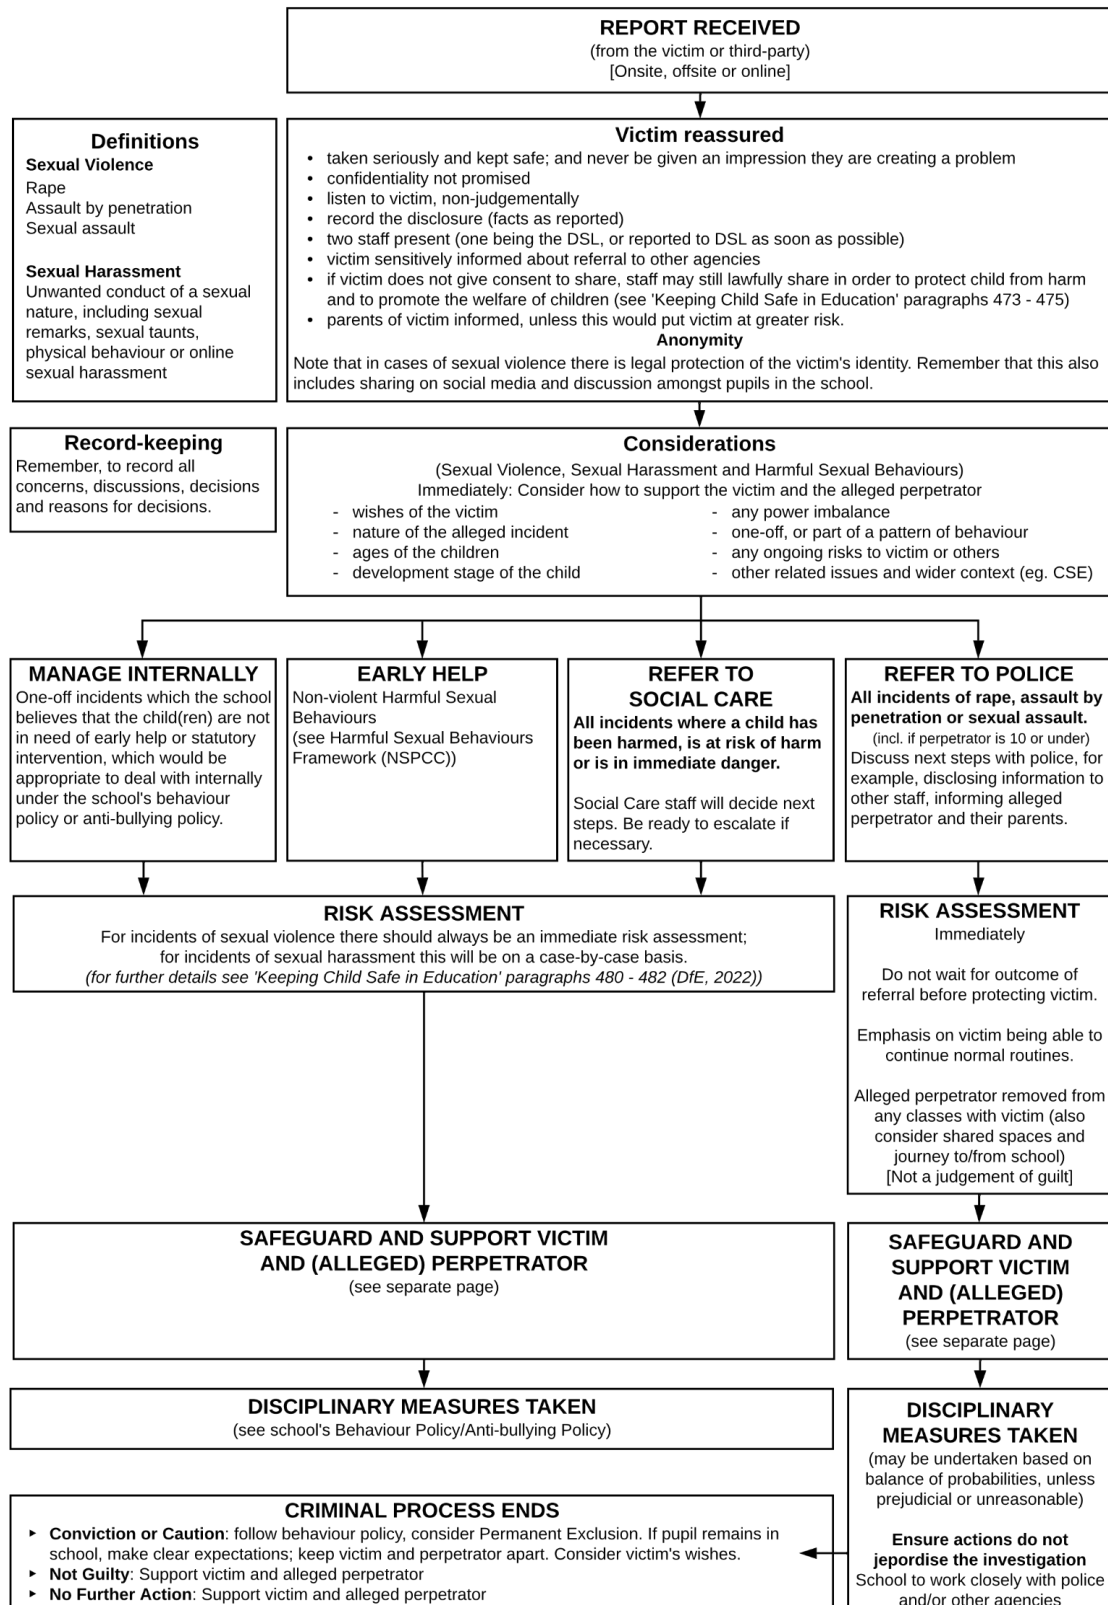 REPORT RECEIVED
(from the victim or third-party)
[Onsite, offsite or online]
Definitions
Sexual Violence
Rape
Assault by penetration
Sexual assault
Sexual Harassment
Unwanted conduct of a sexual
nature, including sexual
remarks, sexual taunts,
physical behaviour or online
sexual harassment
Victim reassured
• taken seriously and kept safe; and never be given an impression they are creating a problem
• confidentiality not promised
• listen to victim, non-judgementally
• record the disclosure (facts as reported)
• two staff present (one being the DSL, or reported to DSL as soon as possible)
• victim sensitively informed about referral to other agencies
• if victim does not give consent to share, staff may still lawfully share in order to protect child from harm
and to promote the welfare of children (see 'Keeping Child Safe in Education' paragraphs 473 - 475)
• parents of victim informed, unless this would put victim at greater risk.
Anonymity
Note that in cases of sexual violence there is legal protection of the victim's identity. Remember that this also
includes sharing on social media and discussion amongst pupils in the school.
Record-keeping
Remember, to record all
concerns, discussions, decisions
and reasons for decisions.
Considerations
(Sexual Violence, Sexual Harassment and Harmful Sexual Behaviours)
Immediately: Consider how to support the victim and the alleged perpetrator
- wishes of the victim
- nature of the alleged incident
- ages of the children
- development stage of the child
- any power imbalance
- one-off, or part of a pattern of behaviour
- any ongoing risks to victim or others
- other related issues and wider context (eg. CSE)
MANAGE INTERNALLY
One-off incidents which the school
believes that the child(ren) are not
in need of early help or statutory
intervention, which would be
appropriate to deal with internally
under the school's behaviour
policy or anti-bullying policy.
EARLY HELP
Non-violent Harmful Sexual
Behaviours
(see Harmful Sexual Behaviours
Framework (NSPCC))
REFER TO
SOCIAL CARE
All incidents where a child has
been harmed, is at risk of harm
or is in immediate danger.
Social Care staff will decide next
steps. Be ready to escalate if
necessary.
REFER TO POLICE
All incidents of rape, assault by
penetration or sexual assault.
(incl. if perpetrator is 10 or under)
Discuss next steps with police, for
example, disclosing information to
other staff, informing alleged
perpetrator and their parents.
RISK ASSESSMENT
For incidents of sexual violence there should always be an immediate risk assessment;
for incidents of sexual harassment this will be on a case-by-case basis.
(for further details see 'Keeping Child Safe in Education' paragraphs 480 - 482 (DfE, 2022))
RISK ASSESSMENT
Immediately
Do not wait for outcome of
referral before protecting victim.
Emphasis on victim being able to
continue normal routines.
Alleged perpetrator removed from
any classes with victim (also
consider shared spaces and
journey to/from school)
[Not a judgement of guilt]
SAFEGUARD AND SUPPORT VICTIM
AND (ALLEGED) PERPETRATOR
(see separate page)
SAFEGUARD AND
SUPPORT VICTIM
AND (ALLEGED)
PERPETRATOR
(see separate page)
DISCIPLINARY MEASURES TAKEN
(see school's Behaviour Policy/Anti-bullying Policy)
DISCIPLINARY
MEASURES TAKEN
(may be undertaken based on
balance of probabilities, unless
prejudicial or unreasonable)
Ensure actions do not
jepordise the investigation
School to work closely with police
and/or other agencies
CRIMINAL PROCESS ENDS
‣ Conviction or Caution: follow behaviour policy, consider Permanent Exclusion. If pupil remains in
school, make clear expectations; keep victim and perpetrator apart. Consider victim's wishes.
‣ Not Guilty: Support victim and alleged perpetrator
‣ No Further Action: Support victim and alleged perpetrator